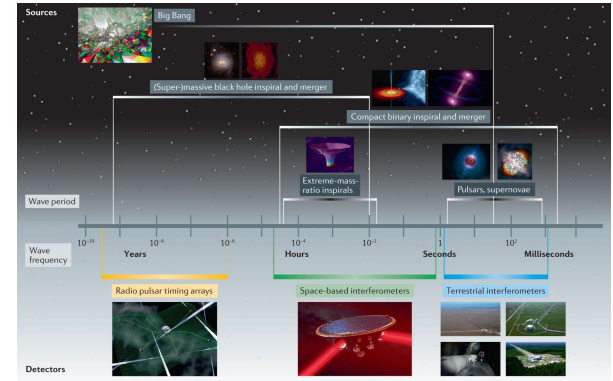 Sources
Big Bang
(Super-)massive black hole inspiral and merger
Compact binary inspiral and merger
Extreme-mass-
ratio inspirals
Pulsars, supernovae
Wave period
10⁻¹⁰
10⁻⁸
10⁻⁶
10⁻⁴
10⁻²
1
10²
Wave
frequency
Years
Hours
Seconds
Milliseconds
Radio pulsar timing arrays
Space-based interferometers
Terrestrial interferometers
Detectors